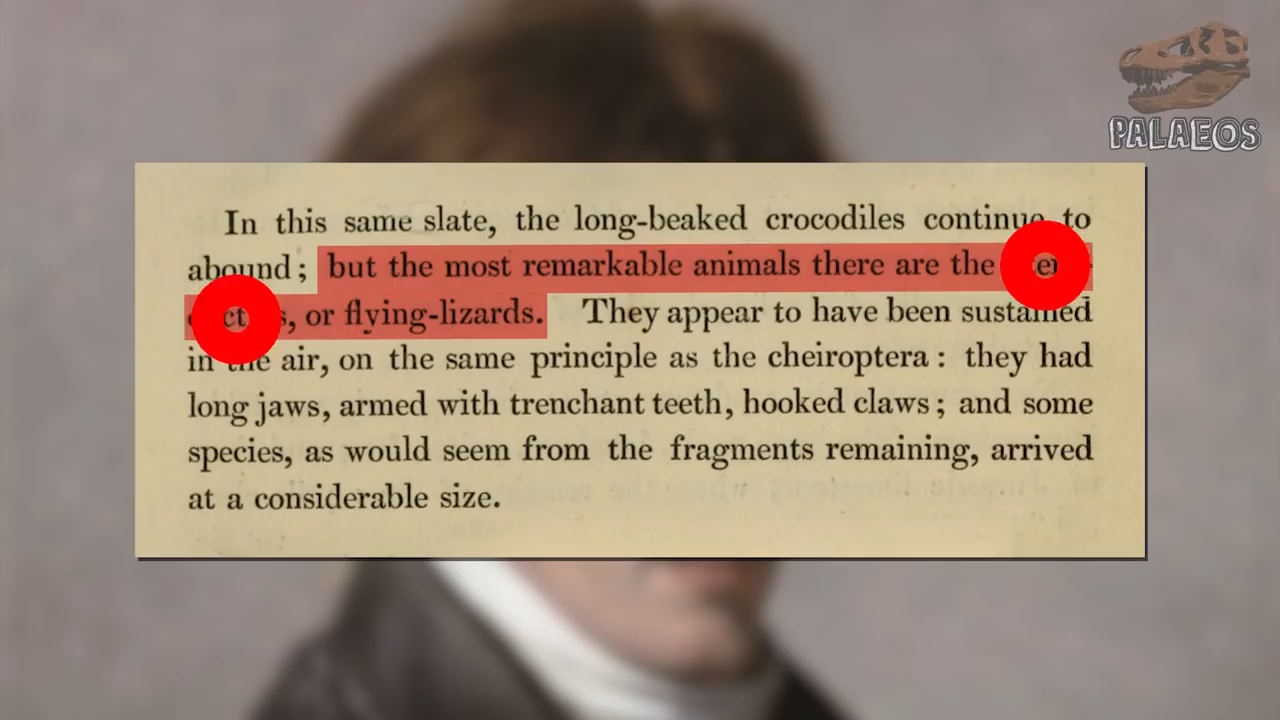 PALAEOS
In this same slate, the long-beaked crocodiles continue to
abound; but the most remarkable animals there are the
or flying-lizards. They appear to have been sustained
in the air, on the same principle as the cheiroptera: they had
long jaws, armed with trenchant teeth, hooked claws; and some
species, as would seem from the fragments remaining, arrived
at a considerable size.